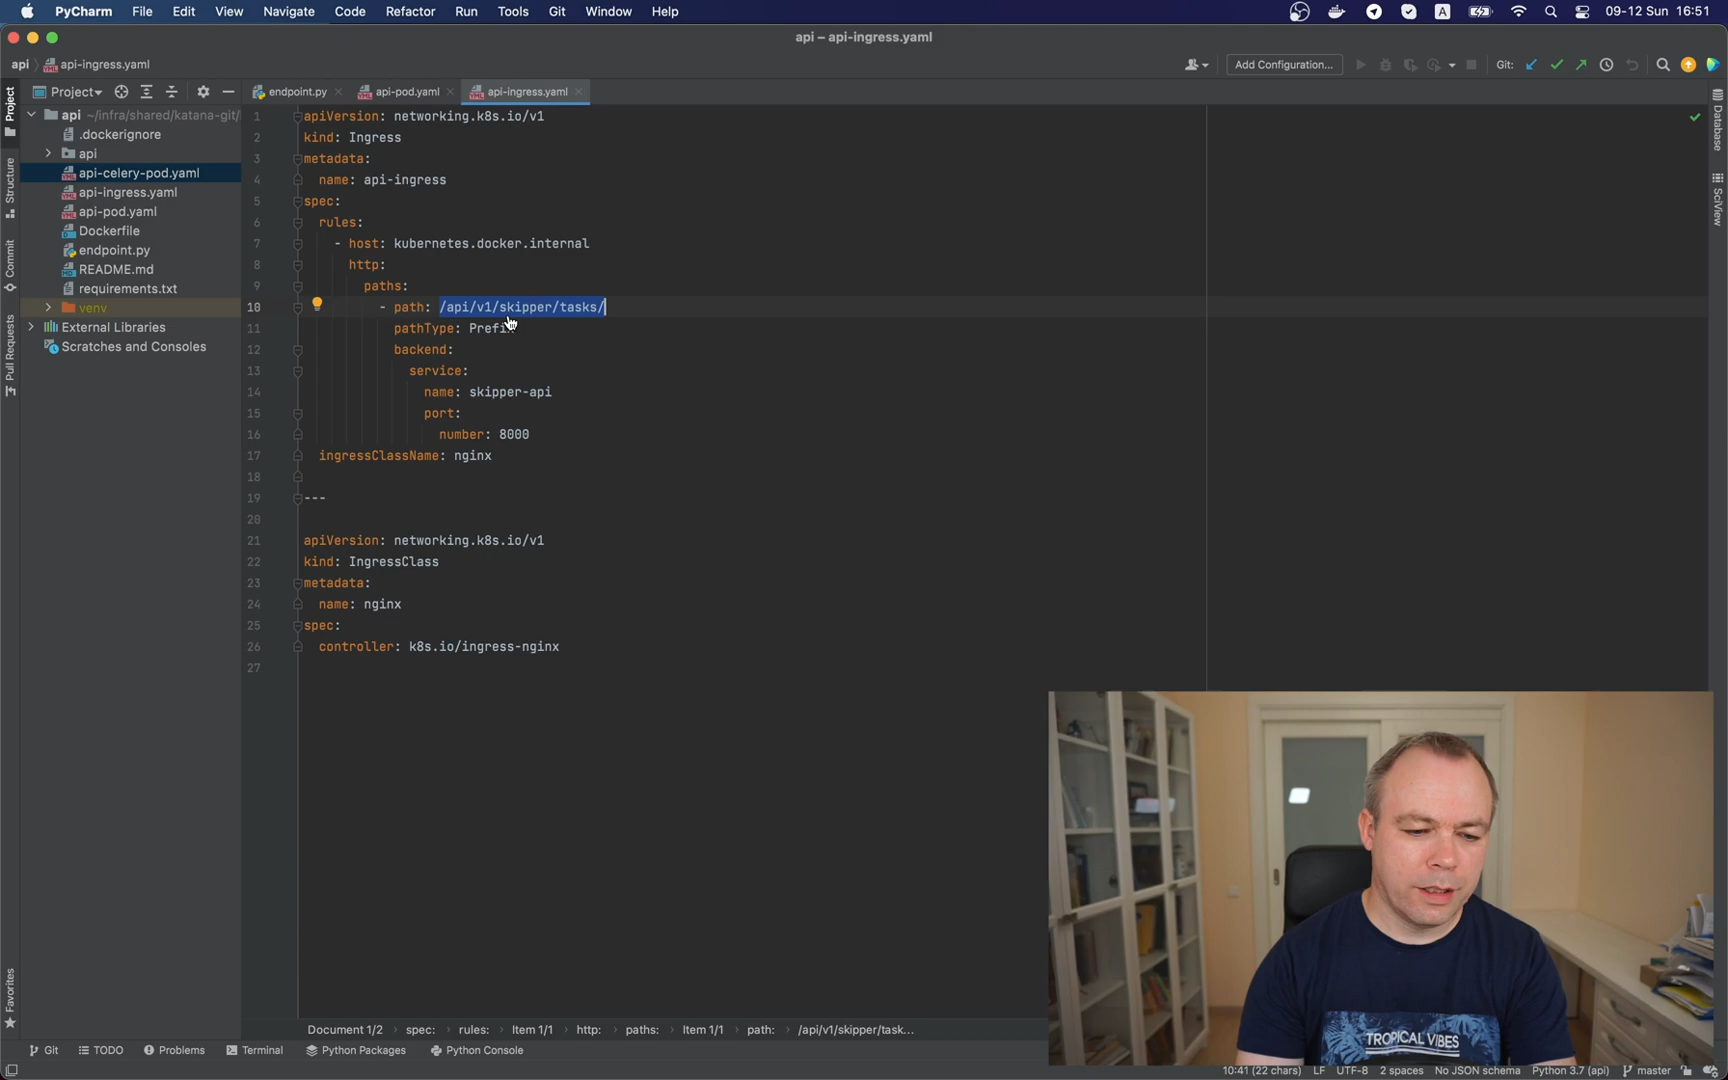 PyCharm File Edit View Navigate Code Refactor Run Tools Git Window Help A 09-12 Sun 16:51
api – api-ingress.yaml
api api-ingress.yaml Add Configuration... Git:
Project endpoint.py api-pod.yaml api-ingress.yaml
api ~/infra/shared/katana-git/
.dockerignore
api
api-celery-pod.yaml
api-ingress.yaml
api-pod.yaml
Dockerfile
endpoint.py
README.md
requirements.txt
venv
External Libraries
Scratches and Consoles
Project
Structure
Commit
Pull Requests
Favorites
1 apiVersion: networking.k8s.io/v1
2 kind: Ingress
3 metadata:
4 name: api-ingress
5 spec:
6 rules:
7 - host: kubernetes.docker.internal
8 http:
9 paths:
10 - path: /api/v1/skipper/tasks/
11 pathType: Prefix
12 backend:
13 service:
14 name: skipper-api
15 port:
16 number: 8000
17 ingressClassName: nginx
18
19 ---
20
21 apiVersion: networking.k8s.io/v1
22 kind: IngressClass
23 metadata:
24 name: nginx
25 spec:
26 controller: k8s.io/ingress-nginx
27
Database
SciView
TROPICAL VIBES
Document 1/2 › spec: › rules: › Item 1/1 › http: › paths: › Item 1/1 › path: › /api/v1/skipper/task...
Git TODO Problems Terminal Python Packages Python Console
10:41 (22 chars) LF UTF-8 2 spaces No JSON schema Python 3.7 (api) master